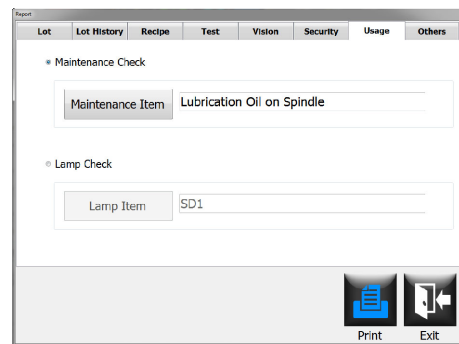 Report
Lot Lot History Recipe Test Vision Security Usage Others
Maintenance Check
Maintenance Item Lubrication Oil on Spindle
Lamp Check
Lamp Item SD1
Print Exit